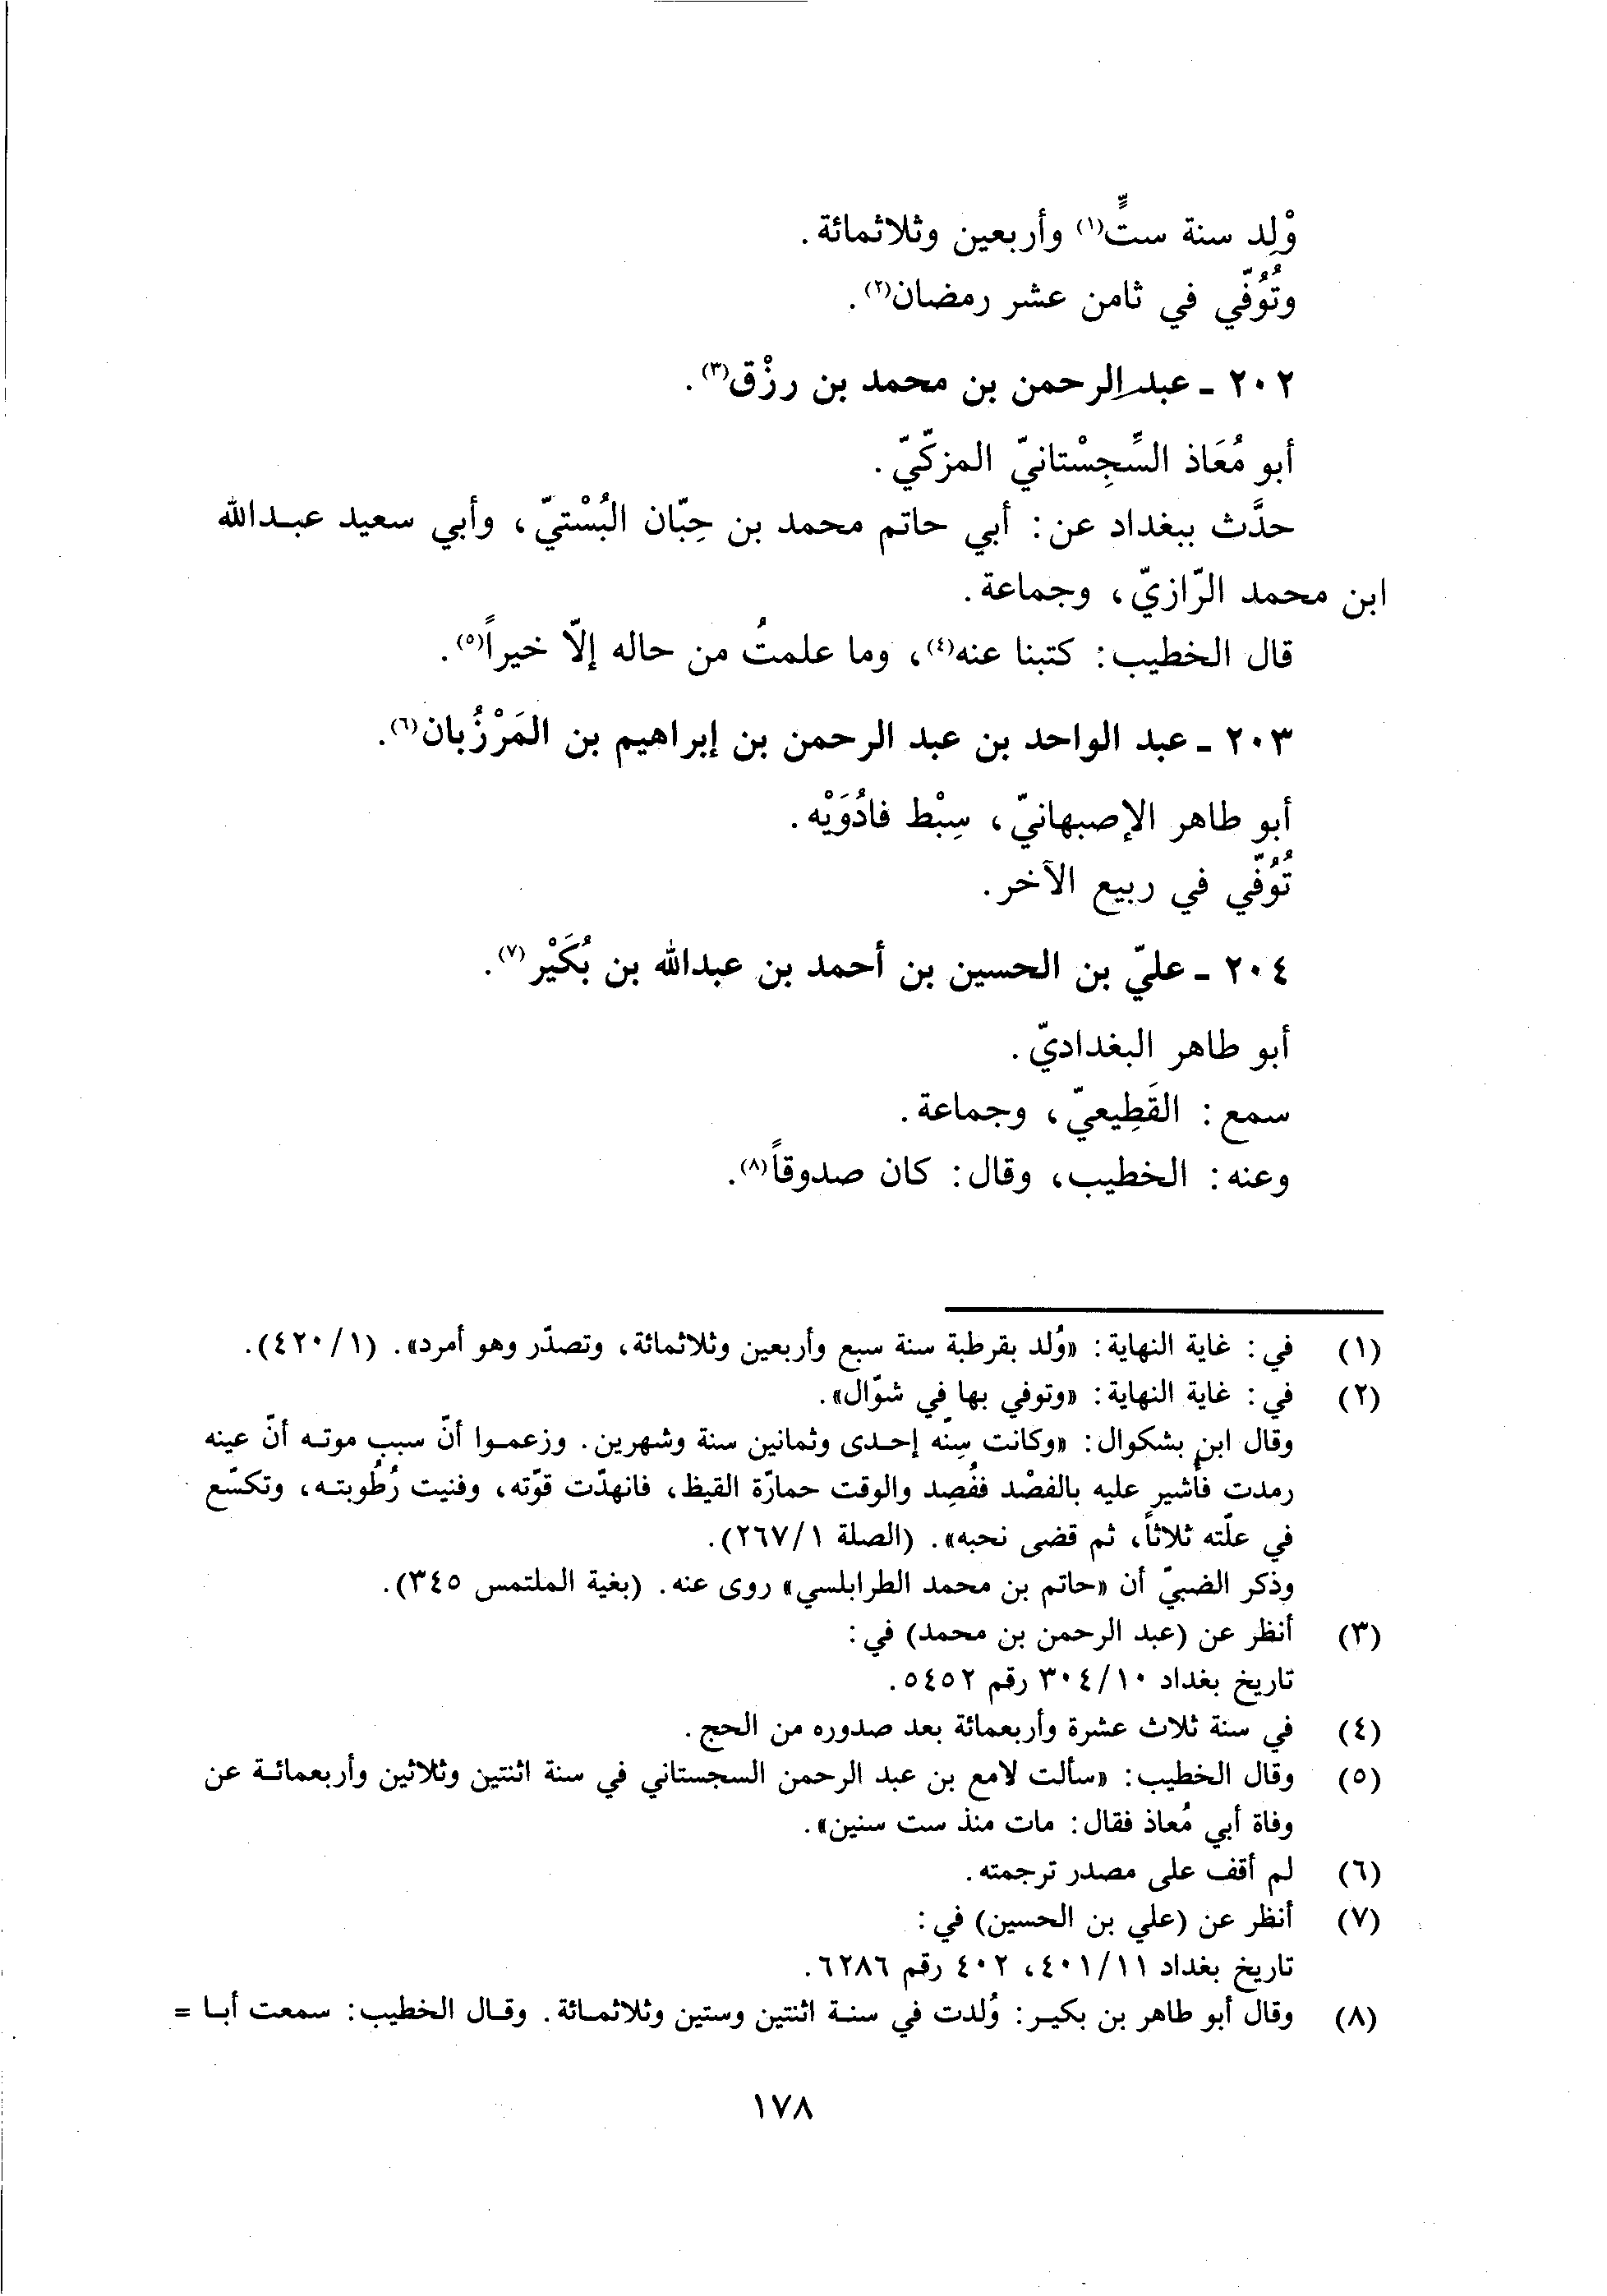 وْلِد سنة ستٍّ(١) وأربعين وثلاثمائة.
وتُوُفّي في ثامن عشر رمضان(٢).
٢٠٢ ـ عبدالرحمن بن محمد بن رزْق(٣).
أبو مُعَاذ السِّجِسْتانيّ المزكّيّ.
حدَّث ببغداد عن: أبي حاتم محمد بن حِبّان البُسْتيّ، وأبي سعيد عبدالله
ابن محمد الرّازيّ، وجماعة.
قال الخطيب: كتبنا عنه(٤)، وما علمتُ من حاله إلّا خيراً(٥).
٢٠٣ ـ عبد الواحد بن عبد الرحمن بن إبراهيم بن المَرْزُبان(٦).
أبو طاهر الإصبهانيّ، سِبْط فادُوَيْه.
تُوُفّي في ربيع الآخر.
٢٠٤ ـ عليّ بن الحسين بن أحمد بن عبدالله بن بُكَيْر(٧).
أبو طاهر البغداديّ.
سمع: القَطِيعيّ، وجماعة.
وعنه: الخطيب، وقال: كان صدوقاً(٨).
(١) في: غاية النهاية: «وُلد بقرطبة سنة سبع وأربعين وثلاثمائة، وتصدّر وهو أمرد». (١/٤٢٠).
(٢) في: غاية النهاية: «وتوفي بها في شوّال».
وقال ابن بشكوال: «وكانت سِنّه إحدى وثمانين سنة وشهرين. وزعموا أنّ سبب موته أنّ عينه
رمدت فأُشير عليه بالفصْد ففُصِد والوقت حمارّة القيظ، فانهدّت قوّته، وفنيت رُطُوبته، وتكسّع
في علّته ثلاثاً، ثم قضى نحبه». (الصلة ١/٢٦٧).
وذكر الضبيّ أن «حاتم بن محمد الطرابلسي» روى عنه. (بغية الملتمس ٣٤٥).
(٣) أنظر عن (عبد الرحمن بن محمد) في:
تاريخ بغداد ١٠/٣٠٤ رقم ٥٤٥٢.
(٤) في سنة ثلاث عشرة وأربعمائة بعد صدوره من الحج.
(٥) وقال الخطيب: «سألت لامع بن عبد الرحمن السجستاني في سنة اثنتين وثلاثين وأربعمائة عن
وفاة أبي مُعاذ فقال: مات منذ ست سنين».
(٦) لم أقف على مصدر ترجمته.
(٧) أنظر عن (علي بن الحسين) في:
تاريخ بغداد ١١/٤٠١، ٤٠٢ رقم ٦٢٨٦.
(٨) وقال أبو طاهر بن بكير: وُلدت في سنة اثنتين وستين وثلاثمائة. وقال الخطيب: سمعت أبا =
١٧٨